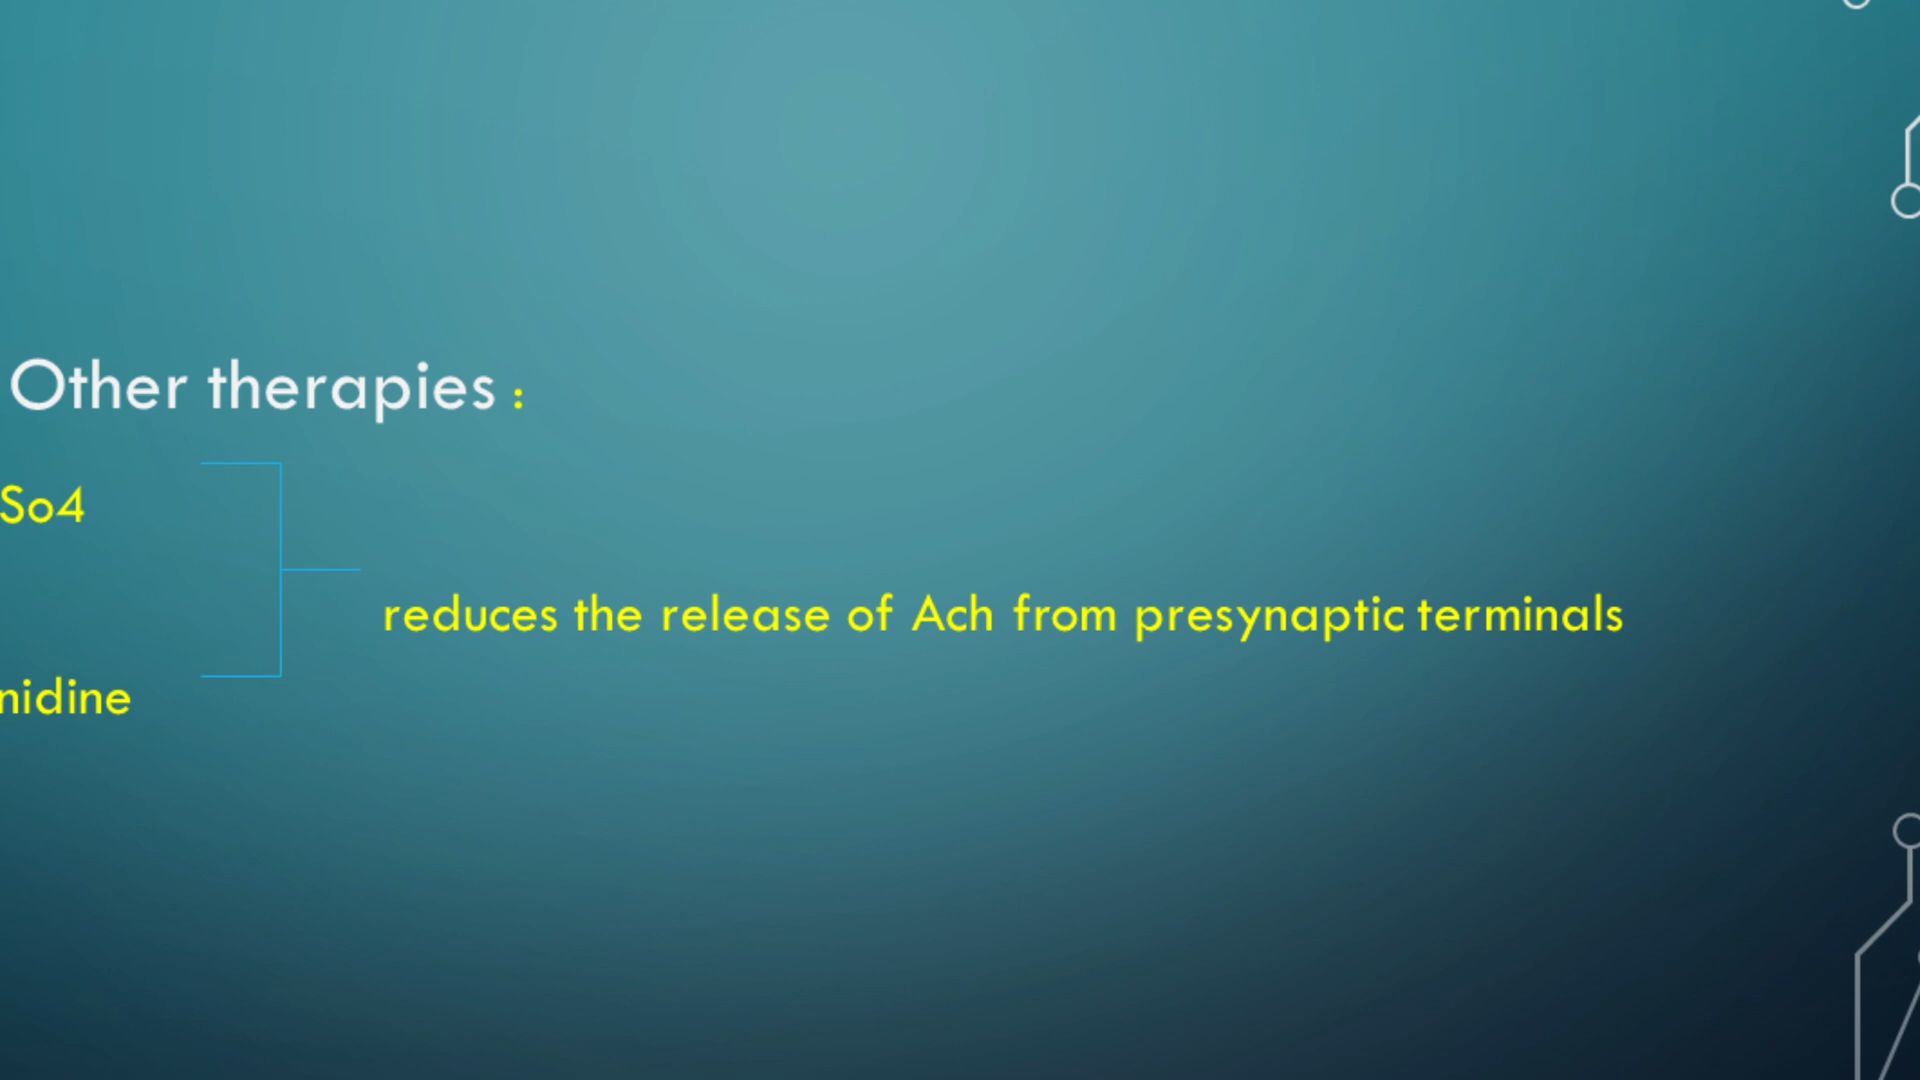 Other therapies :
So4
reduces the release of Ach from presynaptic terminals
nidine